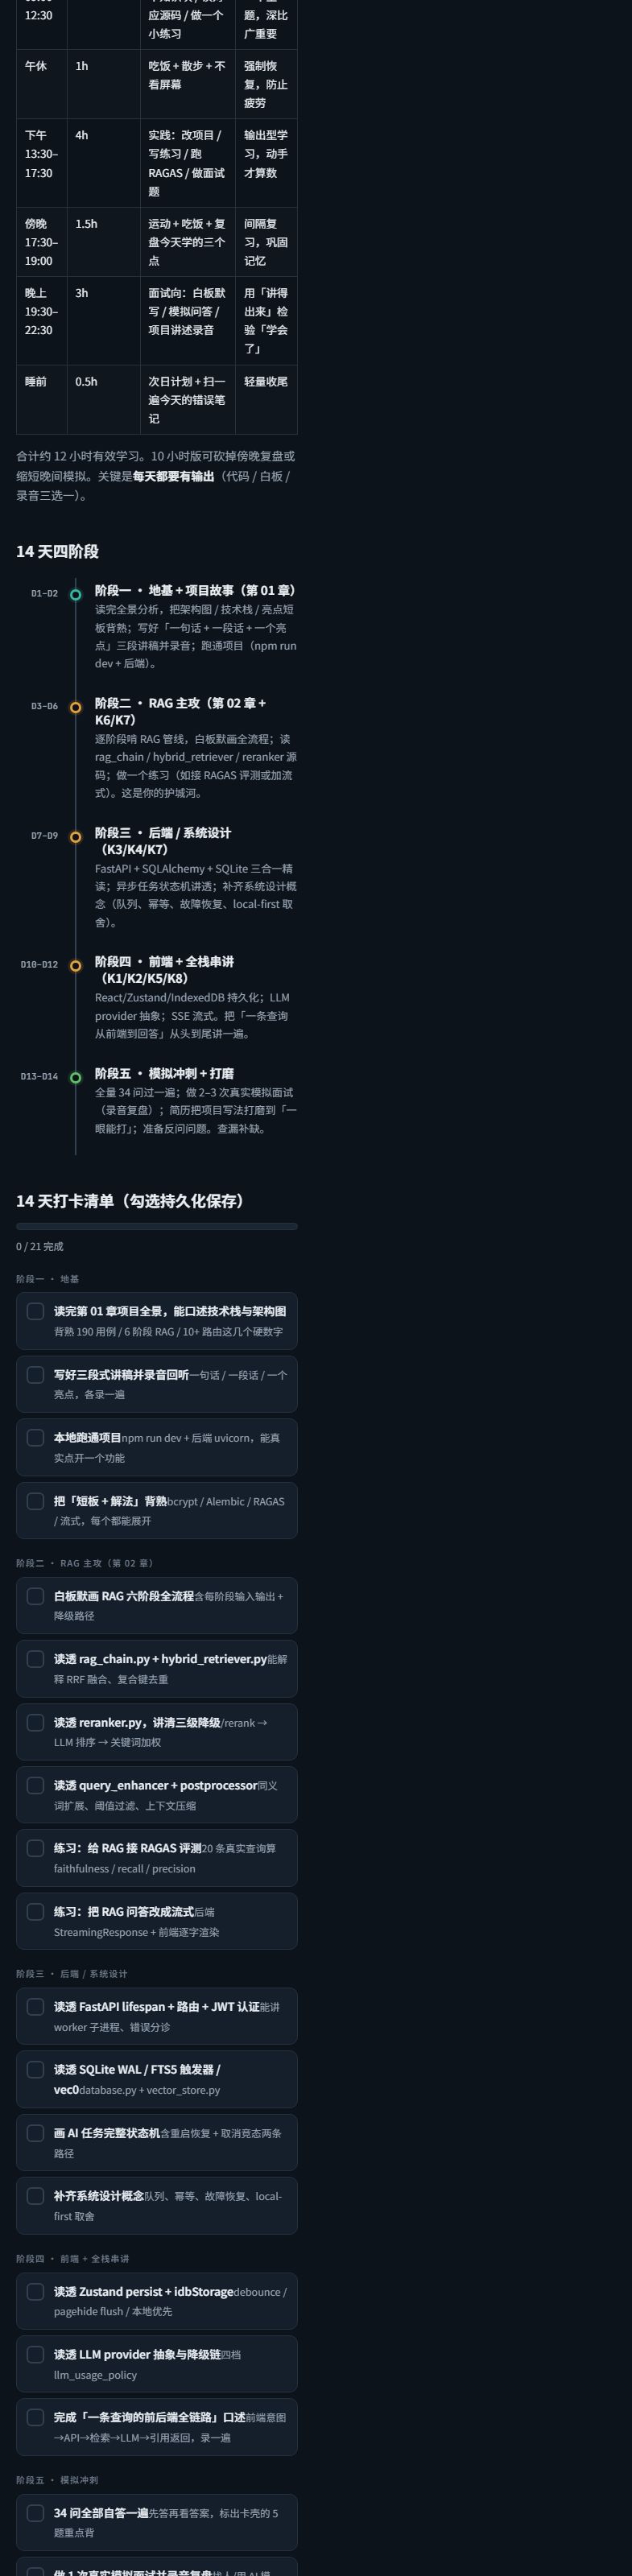 12:30
应源码 / 做一个
小练习
题，深比
广重要
午休
1h
吃饭 + 散步 + 不
看屏幕
强制恢
复，防止
疲劳
下午
13:30–
17:30
4h
实践：改项目 /
写练习 / 跑
RAGAS / 做面试
题
输出型学
习，动手
才算数
傍晚
17:30–
19:00
1.5h
运动 + 吃饭 + 复
盘今天学的三个
点
间隔复
习，巩固
记忆
晚上
19:30–
22:30
3h
面试向：白板默
写 / 模拟问答 /
项目讲述录音
用「讲得
出来」检
验「学会
了」
睡前
0.5h
次日计划 + 扫一
遍今天的错误笔
记
轻量收尾
合计约 12 小时有效学习。10 小时版可砍掉傍晚复盘或
缩短晚间模拟。关键是每天都要有输出（代码 / 白板 /
录音三选一）。
14 天四阶段
D1–D2
阶段一 · 地基 + 项目故事（第 01 章）
读完全景分析，把架构图 / 技术栈 / 亮点短
板背熟；写好「一句话 + 一段话 + 一个亮
点」三段讲稿并录音；跑通项目（npm run
dev + 后端）。
D3–D6
阶段二 · RAG 主攻（第 02 章 +
K6/K7）
逐阶段啃 RAG 管线，白板默画全流程；读
rag_chain / hybrid_retriever / reranker 源
码；做一个练习（如接 RAGAS 评测或加流
式）。这是你的护城河。
D7–D9
阶段三 · 后端 / 系统设计
（K3/K4/K7）
FastAPI + SQLAlchemy + SQLite 三合一精
读；异步任务状态机讲透；补齐系统设计概
念（队列、幂等、故障恢复、local-first 取
舍）。
D10–D12
阶段四 · 前端 + 全栈串讲
（K1/K2/K5/K8）
React/Zustand/IndexedDB 持久化；LLM
provider 抽象；SSE 流式。把「一条查询
从前端到回答」从头到尾讲一遍。
D13–D14
阶段五 · 模拟冲刺 + 打磨
全量 34 问过一遍；做 2–3 次真实模拟面试
（录音复盘）；简历把项目写法打磨到「一
眼能打」；准备反问问题。查漏补缺。
14 天打卡清单（勾选持久化保存）
0 / 21 完成
阶段一 · 地基
读完第 01 章项目全景，能口述技术栈与架构图
背熟 190 用例 / 6 阶段 RAG / 10+ 路由这几个硬数字
写好三段式讲稿并录音回听一句话 / 一段话 / 一个
亮点，各录一遍
本地跑通项目npm run dev + 后端 uvicorn，能真
实点开一个功能
把「短板 + 解法」背熟bcrypt / Alembic / RAGAS
/ 流式，每个都能展开
阶段二 · RAG 主攻（第 02 章）
白板默画 RAG 六阶段全流程含每阶段输入输出 +
降级路径
读透 rag_chain.py + hybrid_retriever.py能解
释 RRF 融合、复合键去重
读透 reranker.py，讲清三级降级/rerank →
LLM 排序 → 关键词加权
读透 query_enhancer + postprocessor同义
词扩展、阈值过滤、上下文压缩
练习：给 RAG 接 RAGAS 评测20 条真实查询算
faithfulness / recall / precision
练习：把 RAG 问答改成流式后端
StreamingResponse + 前端逐字渲染
阶段三 · 后端 / 系统设计
读透 FastAPI lifespan + 路由 + JWT 认证能讲
worker 子进程、错误分诊
读透 SQLite WAL / FTS5 触发器 /
vec0database.py + vector_store.py
画 AI 任务完整状态机含重启恢复 + 取消竞态两条
路径
补齐系统设计概念队列、幂等、故障恢复、local-
first 取舍
阶段四 · 前端 + 全栈串讲
读透 Zustand persist + idbStoragedebounce /
pagehide flush / 本地优先
读透 LLM provider 抽象与降级链四档
llm_usage_policy
完成「一条查询的前后端全链路」口述前端意图
→API→检索→LLM→引用返回，录一遍
阶段五 · 模拟冲刺
34 问全部自答一遍先答再看答案，标出卡壳的 5
题重点背